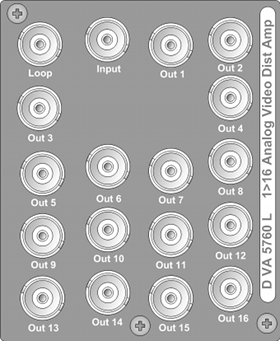 Loop
Input
Out 1
Out 2
Out 3
Out 4
Out 5
Out 6
Out 7
Out 8
Out 9
Out 10
Out 11
Out 12
Out 13
Out 14
Out 15
Out 16
D VA 5760 L 1>16 Analog Video Dist Amp